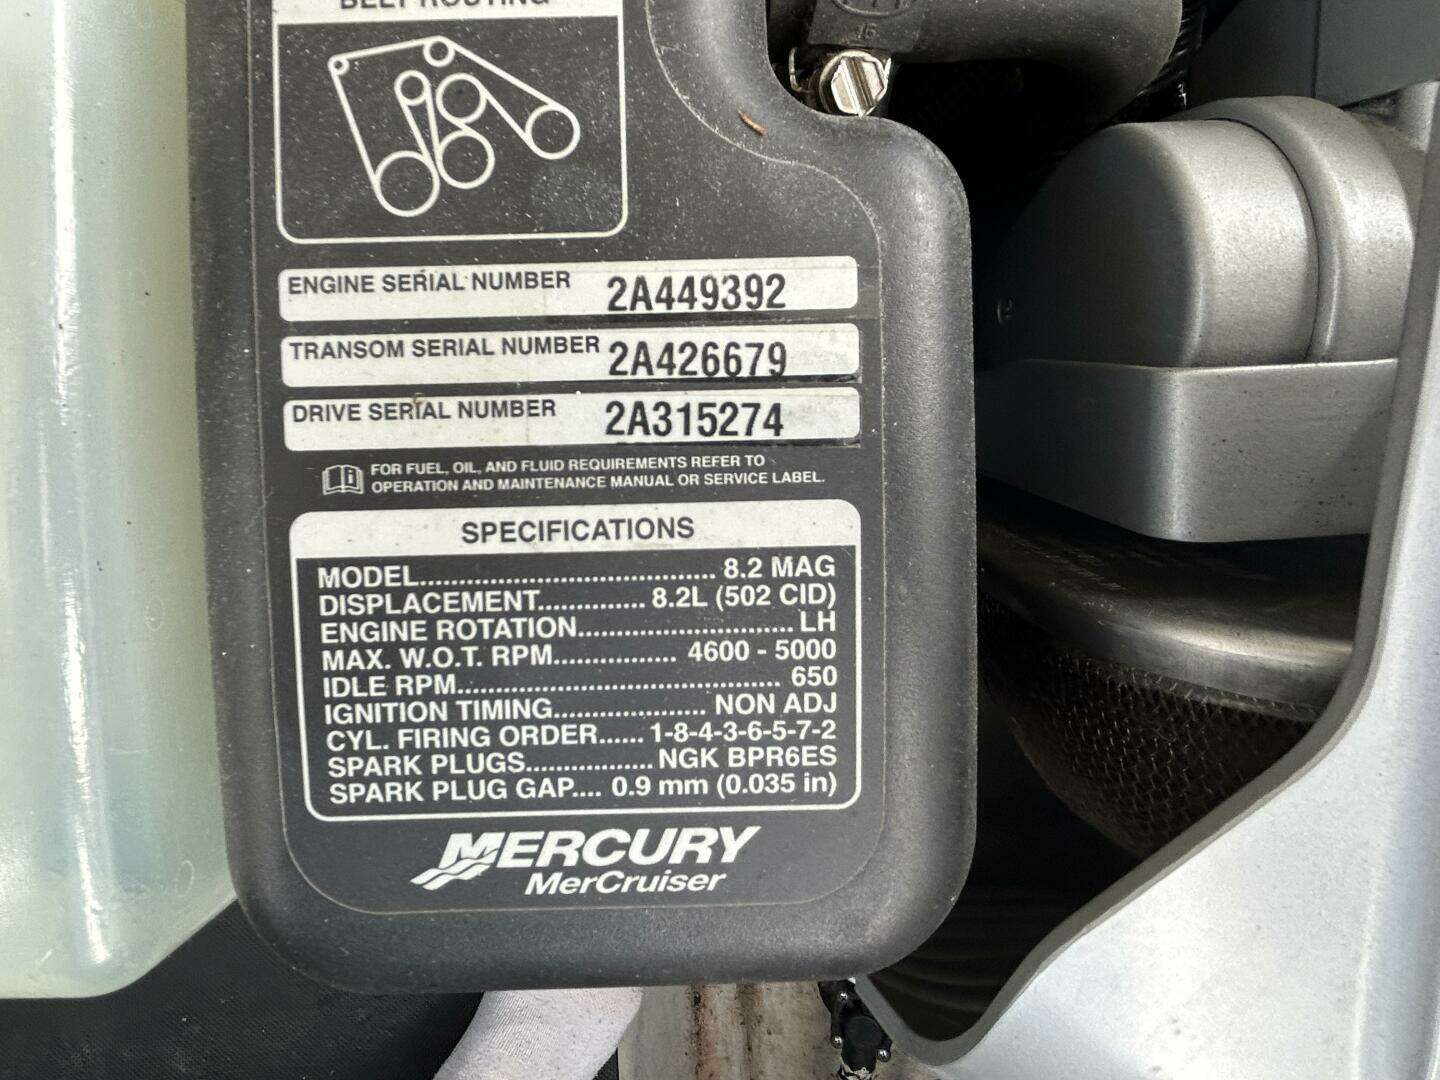 BELT ROUTING
ENGINE SERIAL NUMBER 2A449392
TRANSOM SERIAL NUMBER 2A426679
DRIVE SERIAL NUMBER 2A315274
FOR FUEL, OIL, AND FLUID REQUIREMENTS REFER TO
OPERATION AND MAINTENANCE MANUAL OR SERVICE LABEL.
SPECIFICATIONS
MODEL..................................... 8.2 MAG
DISPLACEMENT.............. 8.2L (502 CID)
ENGINE ROTATION........................... LH
MAX. W.O.T. RPM................ 4600 - 5000
IDLE RPM......................................... 650
IGNITION TIMING.................... NON ADJ
CYL. FIRING ORDER...... 1-8-4-3-6-5-7-2
SPARK PLUGS................. NGK BPR6ES
SPARK PLUG GAP.... 0.9 mm (0.035 in)
MERCURY
MerCruiser